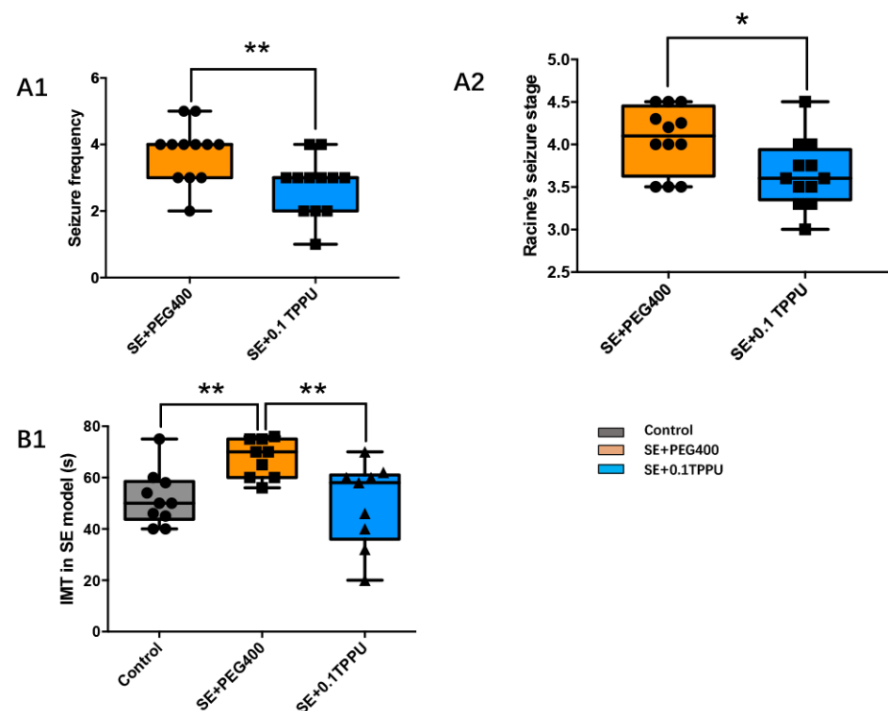 A1
**
Seizure frequency
6
4
2
0
SE+PEG400
SE+0.1 TPPU
A2
*
Racine's seizure stage
5.0
4.5
4.0
3.5
3.0
2.5
SE+PEG400
SE+0.1 TPPU
B1
**
**
IMT in SE model (s)
80
60
40
20
0
Control
SE+PEG400
SE+0.1TPPU
Control
SE+PEG400
SE+0.1TPPU